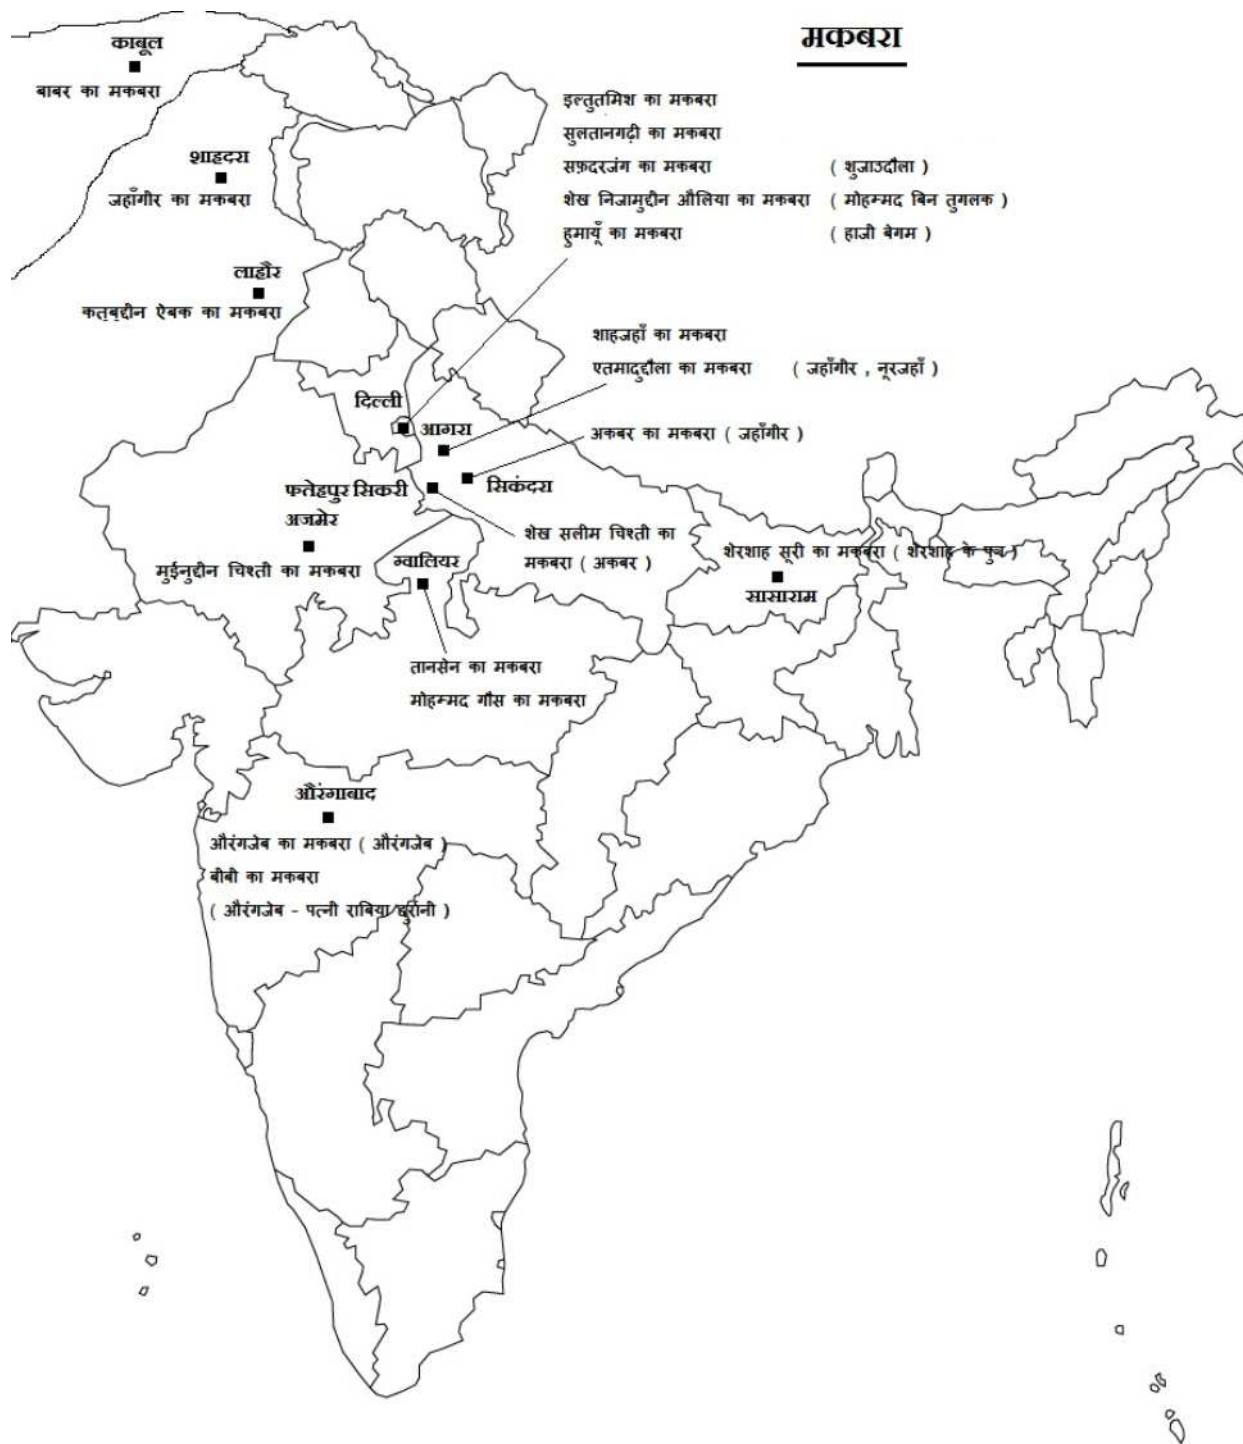 मकबरा
काबूल
बाबर का मकबरा
शाहदरा
जहाँगीर का मकबरा
लाहौर
कतबद्दीन ऐबक का मकबरा
इल्तुतमिश का मकबरा
सुलतानगढ़ी का मकबरा
सफ़दरजंग का मकबरा ( शुजाउदौला )
शेख निजामुद्दीन औलिया का मकबरा ( मोहम्मद बिन तुगलक )
हुमायूँ का मकबरा ( हाजी बेगम )
शाहजहाँ का मकबरा
एतमादुद्दौला का मकबरा ( जहाँगीर , नूरजहाँ )
दिल्ली
आगरा
अकबर का मकबरा ( जहाँगीर )
सिकंदरा
फतेहपुर सिकरी
अजमेर
मुईनुद्दीन चिश्ती का मकबरा
शेख सलीम चिश्ती का
मकबरा ( अकबर )
ग्वालियर
तानसेन का मकबरा
मोहम्मद गौस का मकबरा
शेरशाह सूरी का मकबरा ( शेरशाह के पुत्र )
सासाराम
औरंगाबाद
औरंगजेब का मकबरा ( औरंगजेब )
बीबी का मकबरा
( औरंगजेब - पत्नी राबिया दुर्रानी )